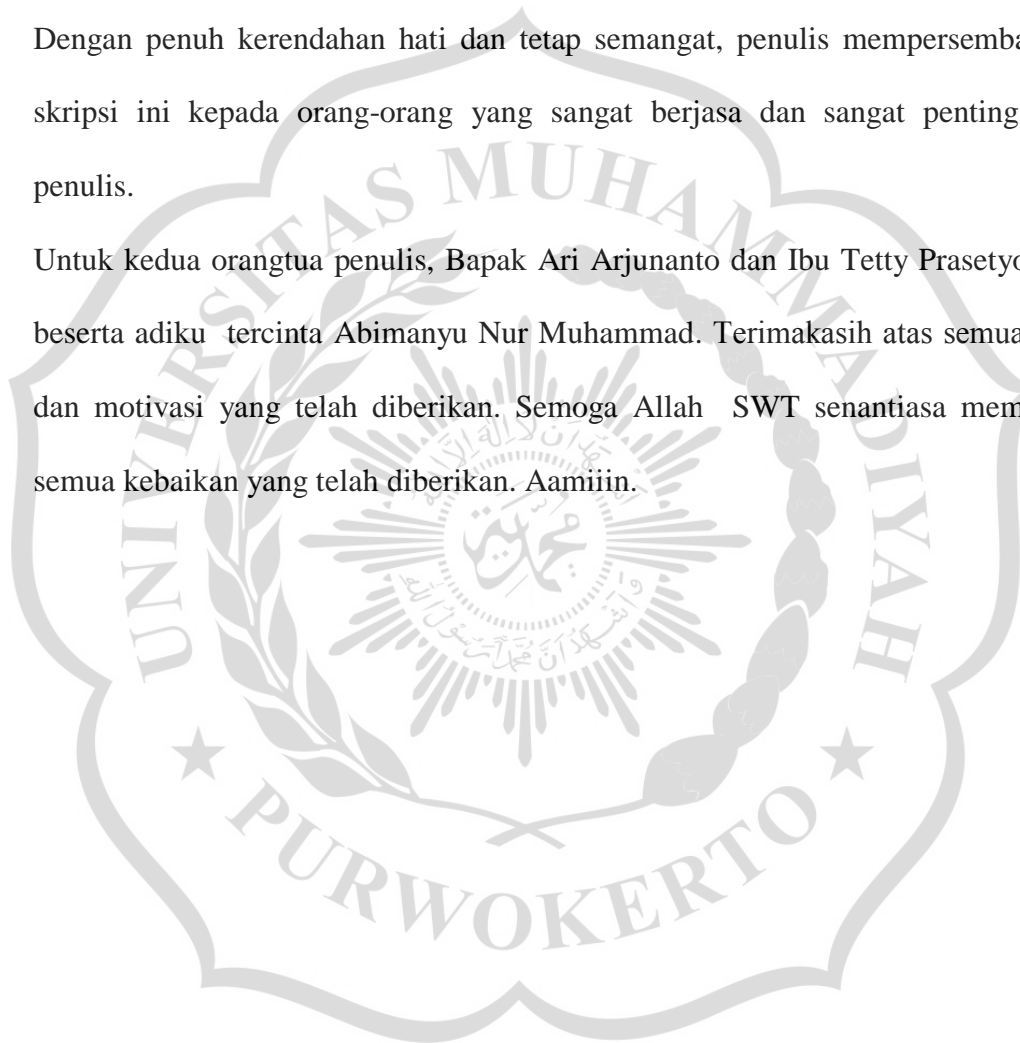 Dengan penuh kerendahan hati dan tetap semangat, penulis mempersemba
skripsi ini kepada orang-orang yang sangat berjasa dan sangat penting
penulis.
Untuk kedua orangtua penulis, Bapak Ari Arjunanto dan Ibu Tetty Prasetyo
beserta adiku tercinta Abimanyu Nur Muhammad. Terimakasih atas semua
dan motivasi yang telah diberikan. Semoga Allah SWT senantiasa mem
semua kebaikan yang telah diberikan. Aamiiin.
UNIVERSITAS MUHAMMADIYAH
PURWOKERTO